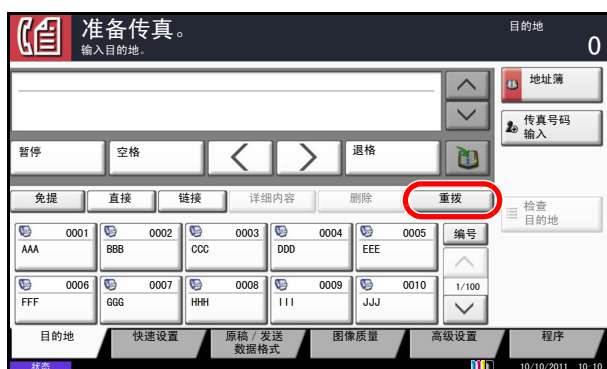 准备传真。
输入目的地。
目的地
0
地址簿
传真号码
输入
暂停
空格
退格
免提
直接
链接
详细内容
删除
重拨
检查
目的地
0001
AAA
0002
BBB
0003
CCC
0004
DDD
0005
EEE
编号
0006
FFF
0007
GGG
0008
HHH
0009
III
0010
JJJ
1/100
目的地
快速设置
原稿 / 发送
数据格式
图像质量
高级设置
程序
状态
10/10/2011 10:10